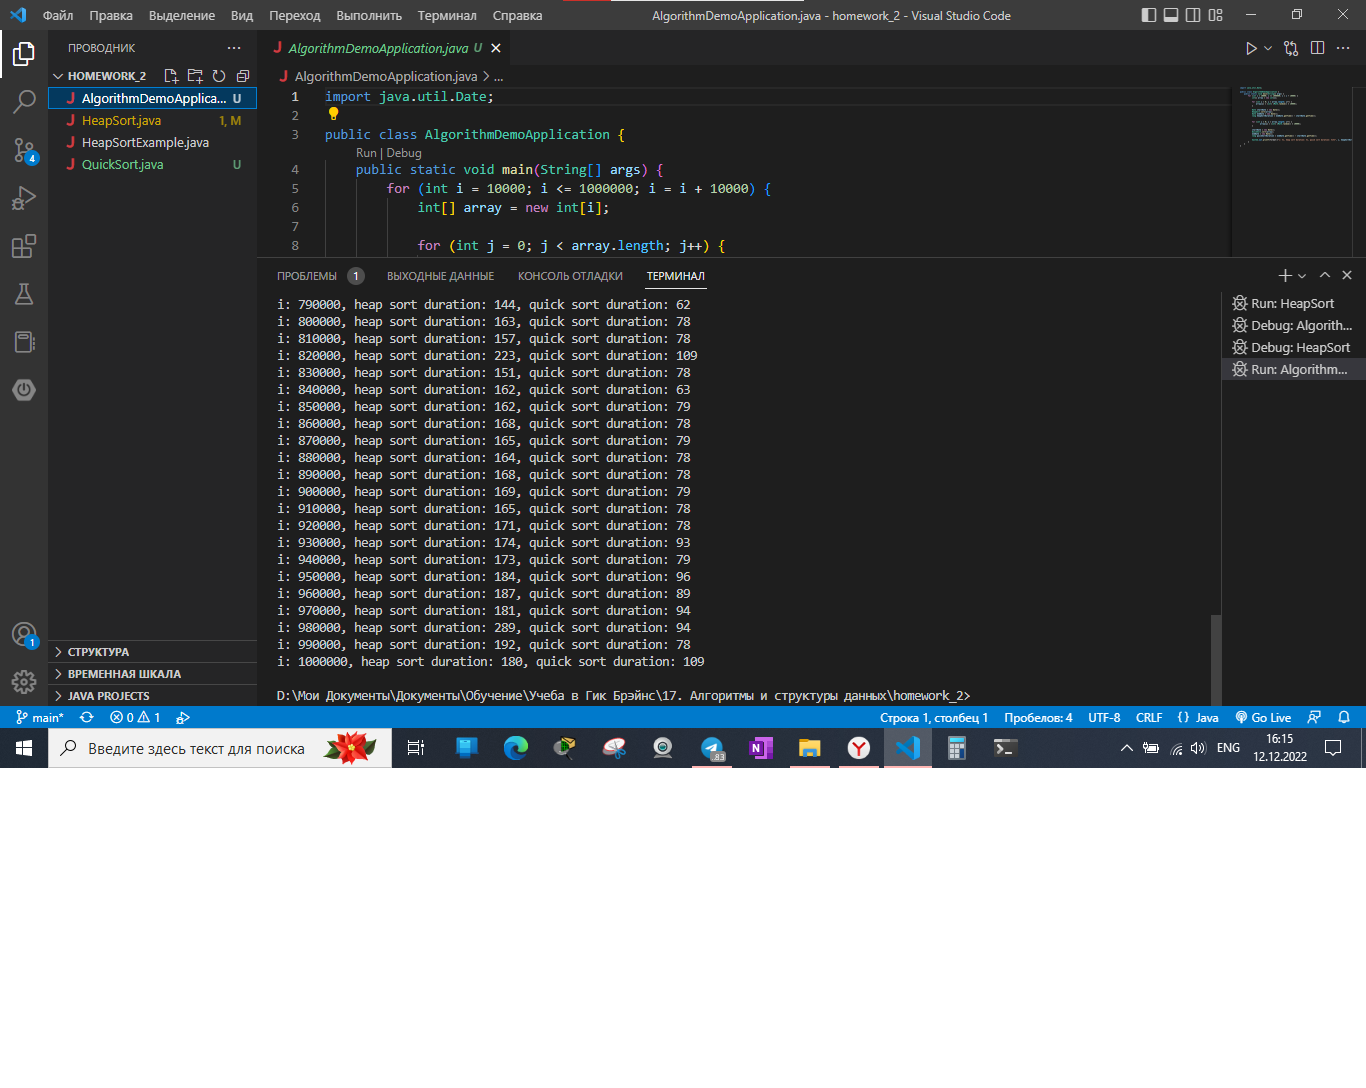 Файл Правка Выделение Вид Переход Выполнить Терминал Справка
AlgorithmDemoApplication.java - homework_2 - Visual Studio Code
ПРОВОДНИК
HOMEWORK_2
AlgorithmDemoApplica... U
HeapSort.java 1, M
HeapSortExample.java
QuickSort.java U
4
1
СТРУКТУРА
ВРЕМЕННАЯ ШКАЛА
JAVA PROJECTS
AlgorithmDemoApplication.java U
AlgorithmDemoApplication.java > ...
1 import java.util.Date;
2
3 public class AlgorithmDemoApplication {
Run | Debug
4 public static void main(String[] args) {
5 for (int i = 10000; i <= 1000000; i = i + 10000) {
6 int[] array = new int[i];
7
8 for (int j = 0; j < array.length; j++) {
ПРОБЛЕМЫ 1 ВЫХОДНЫЕ ДАННЫЕ КОНСОЛЬ ОТЛАДКИ ТЕРМИНАЛ
i: 790000, heap sort duration: 144, quick sort duration: 62
i: 800000, heap sort duration: 163, quick sort duration: 78
i: 810000, heap sort duration: 157, quick sort duration: 78
i: 820000, heap sort duration: 223, quick sort duration: 109
i: 830000, heap sort duration: 151, quick sort duration: 78
i: 840000, heap sort duration: 162, quick sort duration: 63
i: 850000, heap sort duration: 162, quick sort duration: 79
i: 860000, heap sort duration: 168, quick sort duration: 78
i: 870000, heap sort duration: 165, quick sort duration: 79
i: 880000, heap sort duration: 164, quick sort duration: 78
i: 890000, heap sort duration: 168, quick sort duration: 78
i: 900000, heap sort duration: 169, quick sort duration: 79
i: 910000, heap sort duration: 165, quick sort duration: 78
i: 920000, heap sort duration: 171, quick sort duration: 78
i: 930000, heap sort duration: 174, quick sort duration: 93
i: 940000, heap sort duration: 173, quick sort duration: 79
i: 950000, heap sort duration: 184, quick sort duration: 96
i: 960000, heap sort duration: 187, quick sort duration: 89
i: 970000, heap sort duration: 181, quick sort duration: 94
i: 980000, heap sort duration: 289, quick sort duration: 94
i: 990000, heap sort duration: 192, quick sort duration: 78
i: 1000000, heap sort duration: 180, quick sort duration: 109
D:\Мои Документы\Документы\Обучение\Учеба в Гик Брэйнс\17. Алгоритмы и структуры данных\homework_2>
Run: HeapSort
Debug: Algorith...
Debug: HeapSort
Run: Algorithm...
main* 0 1
Строка 1, столбец 1 Пробелов: 4 UTF-8 CRLF {} Java Go Live
Введите здесь текст для поиска
.83
ENG
16:15
12.12.2022